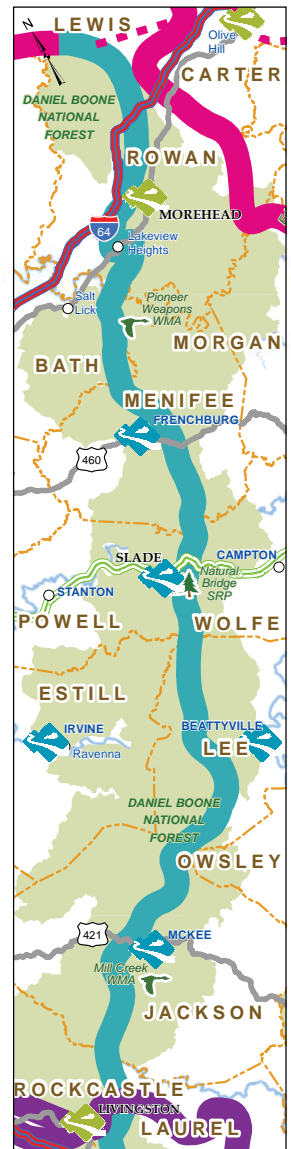 LEWIS
N
Olive
Hill
CARTER
DANIEL BOONE
NATIONAL
FOREST
ROWAN
MOREHEAD
64
Lakeview
Heights
Salt
Lick
Pioneer
Weapons
WMA
MORGAN
BATH
MENIFEE
FRENCHBURG
460
SLADE
CAMPTON
Natural
Bridge
SRP
STANTON
POWELL
WOLFE
ESTILL
IRVINE
BEATTYVILLE
Ravenna
LEE
DANIEL BOONE
NATIONAL
FOREST
OWSLEY
421
MCKEE
Mill Creek
WMA
JACKSON
ROCKCASTLE
LIVINGSTON
LAUREL